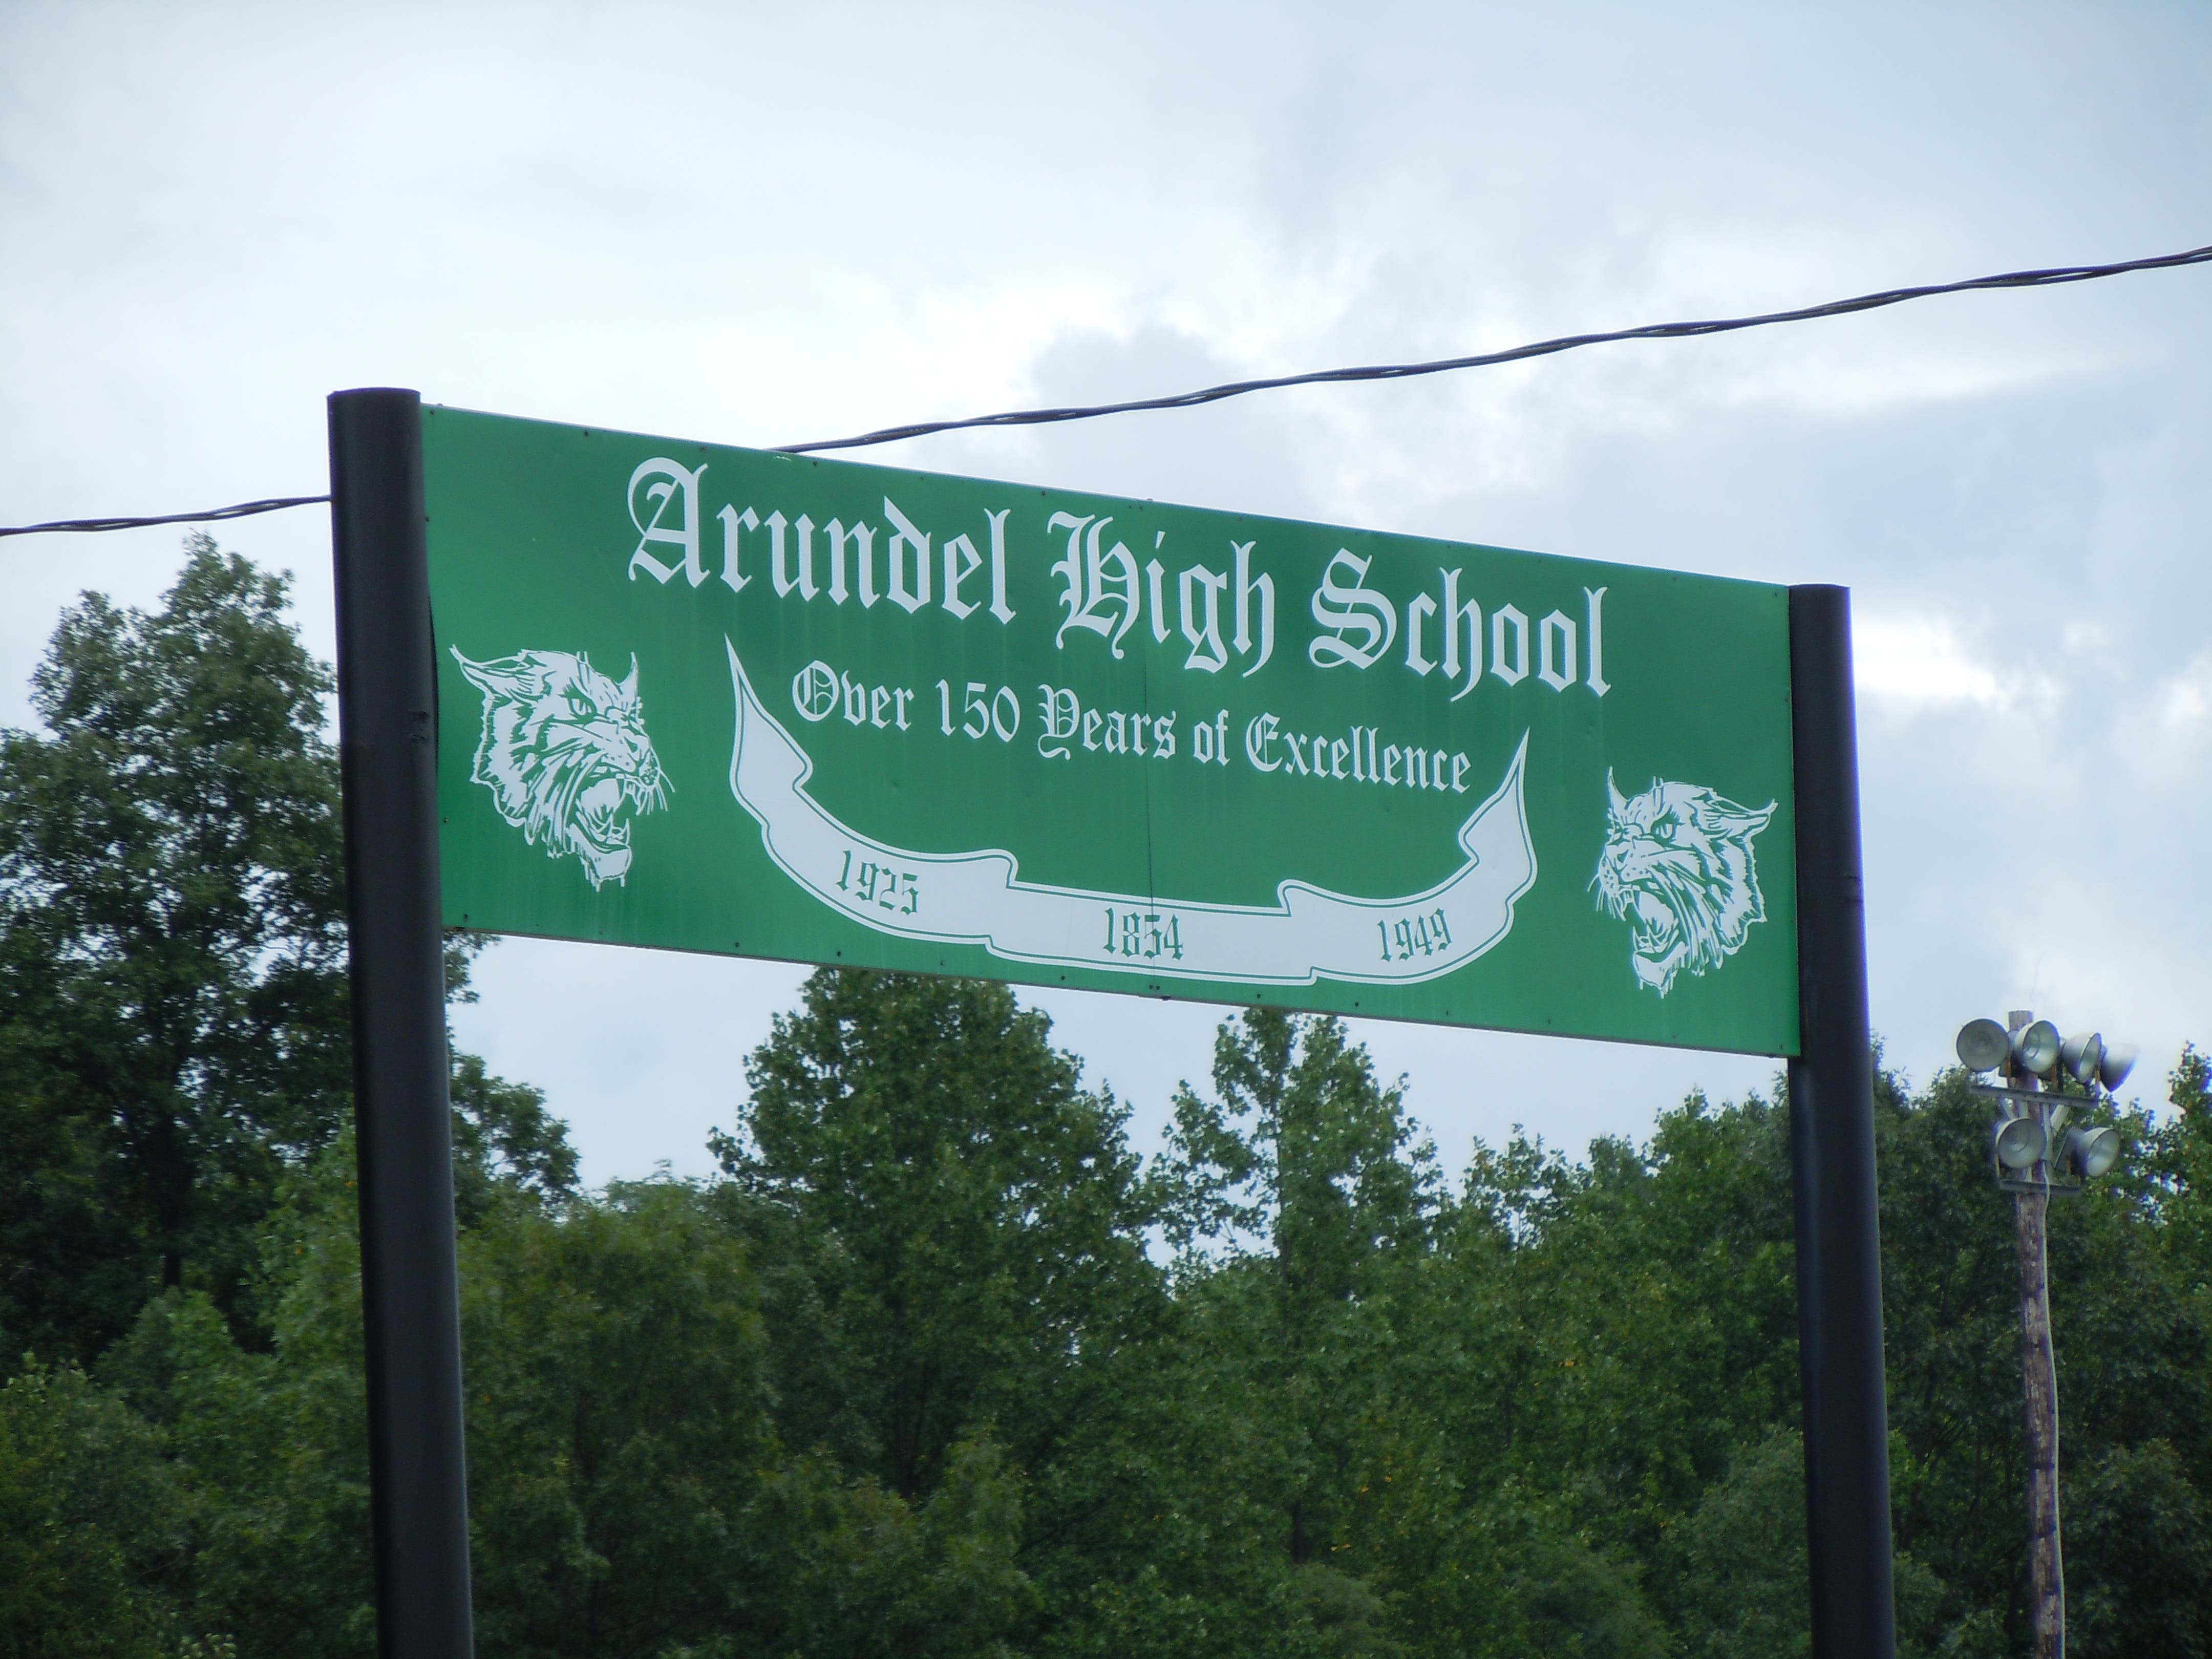 Arundel High School
Over 150 Years of Excellence
1925
1854
1949